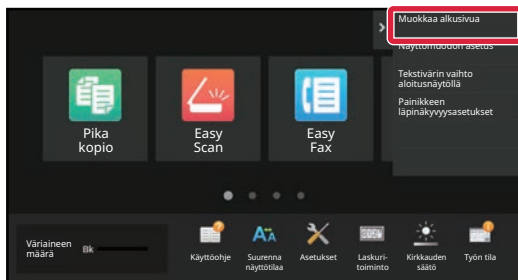 Muokkaa alkusivua
Näyttömuodon asetus
Tekstivärin vaihto
aloitusnäytöllä
Painikkeen
läpinäkyvyysasetukset
Pika
kopio
Easy
Scan
Easy
Fax
Väriaineen
määrä
Bk
Käyttöohje
Suurenna
näyttötilaa
Asetukset
Laskuri-
toiminto
Kirkkauden
säätö
Työn tila